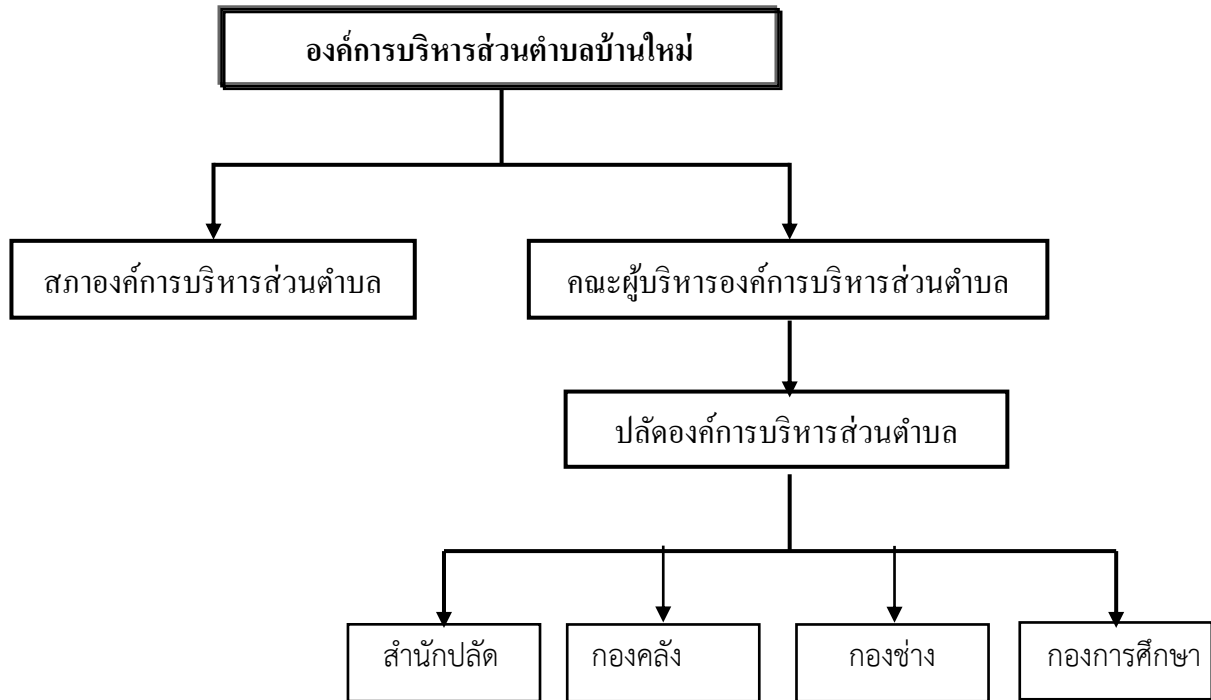 องค์การบริหารส่วนตำบลบ้านใหม่
สภาองค์การบริหารส่วนตำบล
คณะผู้บริหารองค์การบริหารส่วนตำบล
ปลัดองค์การบริหารส่วนตำบล
สำนักปลัด
กองคลัง
กองช่าง
กองการศึกษา